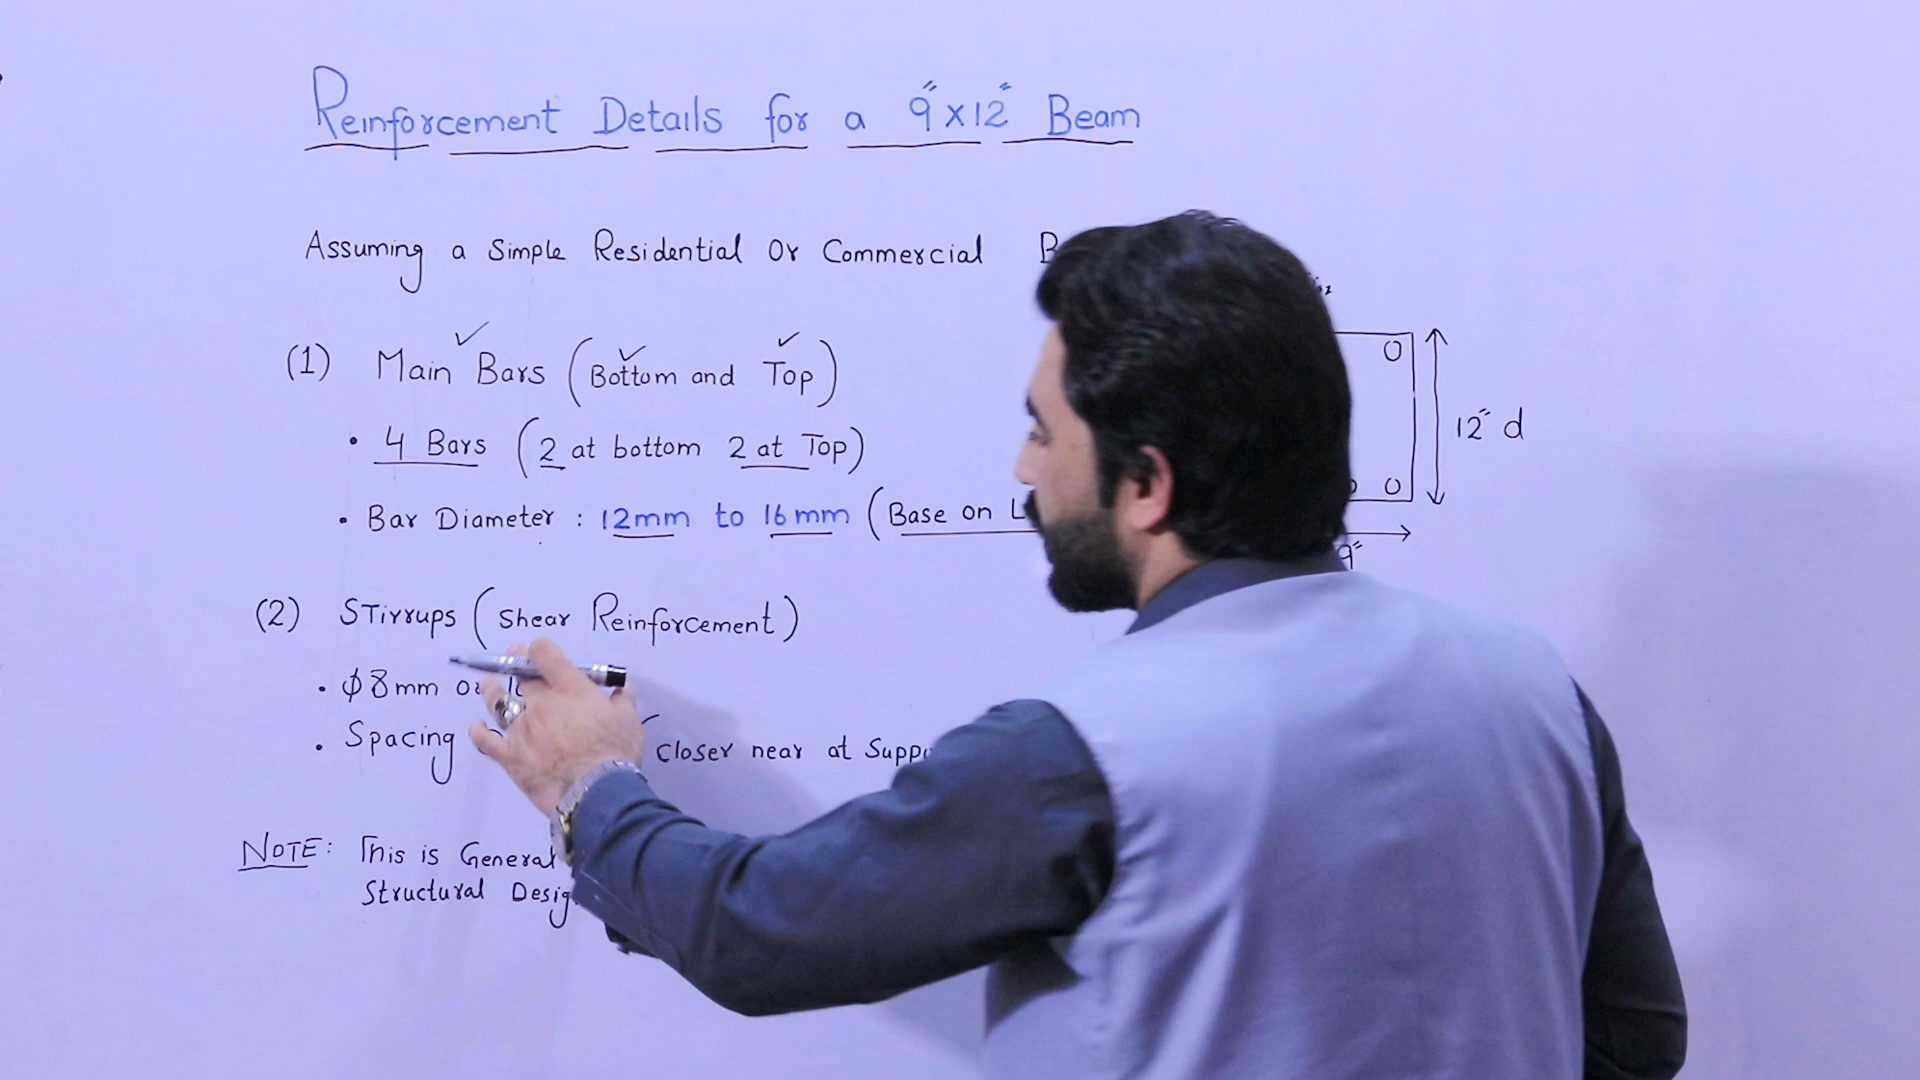 Reinforcement Details for a 9"x12" Beam
Assuming a Simple Residential Or Commercial
(1) Main Bars (Bottom and Top)
• 4 Bars (2 at bottom 2 at Top)
• Bar Diameter : 12mm to 16mm (Base on
12" d
9"
(2) STirrups (Shear Reinforcement)
• φ8mm or
• Spacing (closer near at
NOTE: This is General
Structural